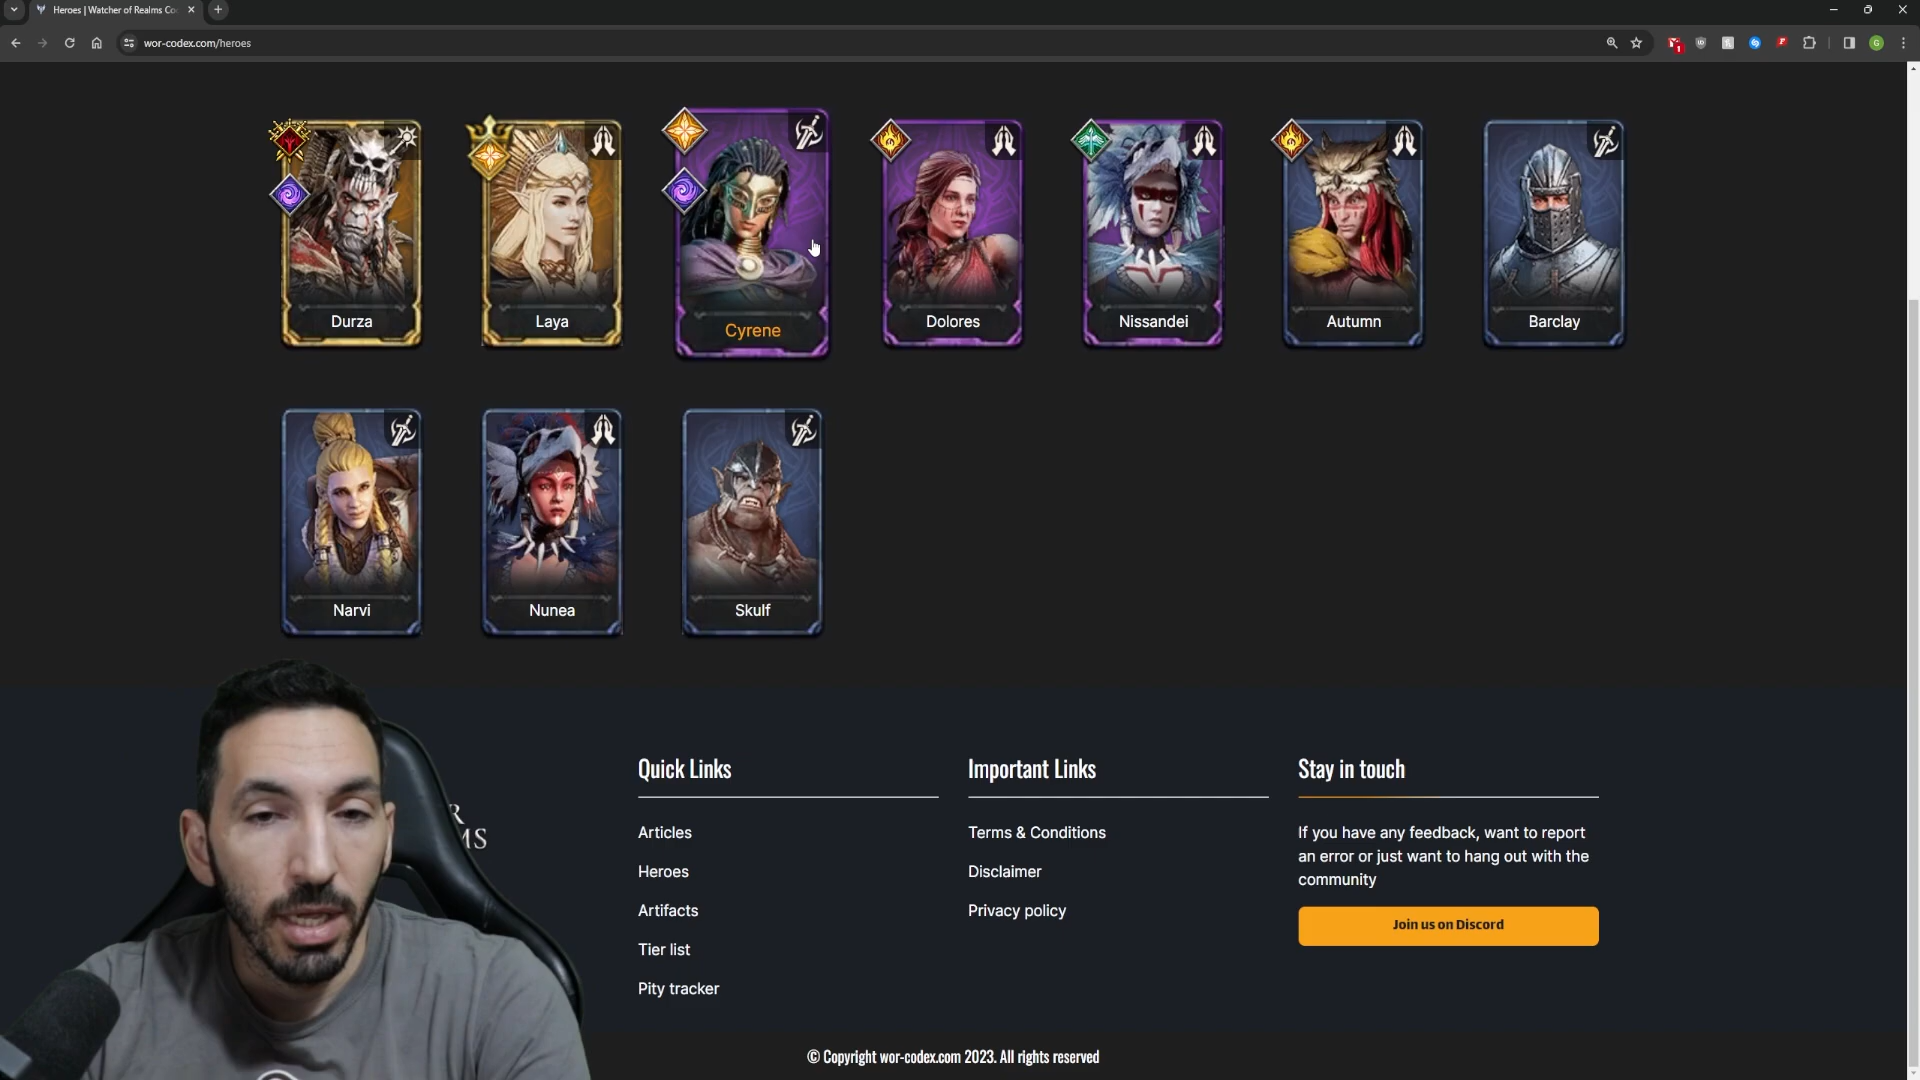 Heroes | Watcher of Realms Co
wor-codex.com/heroes
1
G
Durza
Laya
Cyrene
Dolores
Nissandei
Autumn
Barclay
Narvi
Nunea
Skulf
R
MS
Quick Links
Articles
Heroes
Artifacts
Tier list
Pity tracker
Important Links
Terms & Conditions
Disclaimer
Privacy policy
Stay in touch
If you have any feedback, want to report
an error or just want to hang out with the
community
Join us on Discord
© Copyright wor-codex.com 2023. All rights reserved